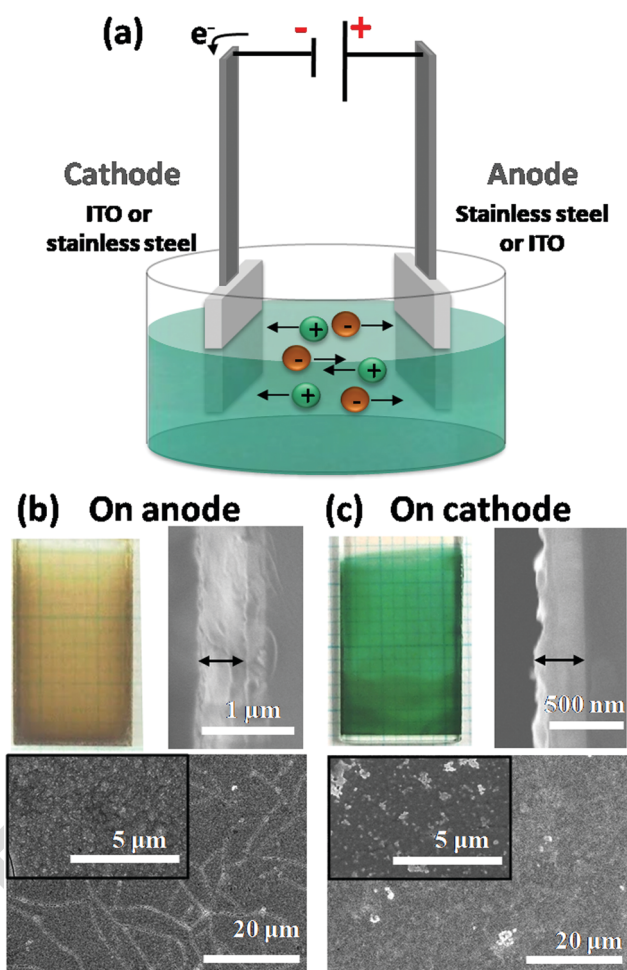 (a)
e⁻
-
+
Cathode
ITO or
stainless steel
Anode
Stainless steel
or ITO
+
-
-
+
+
-
(b) On anode
1 µm
5 µm
20 µm
(c) On cathode
500 nm
5 µm
20 µm